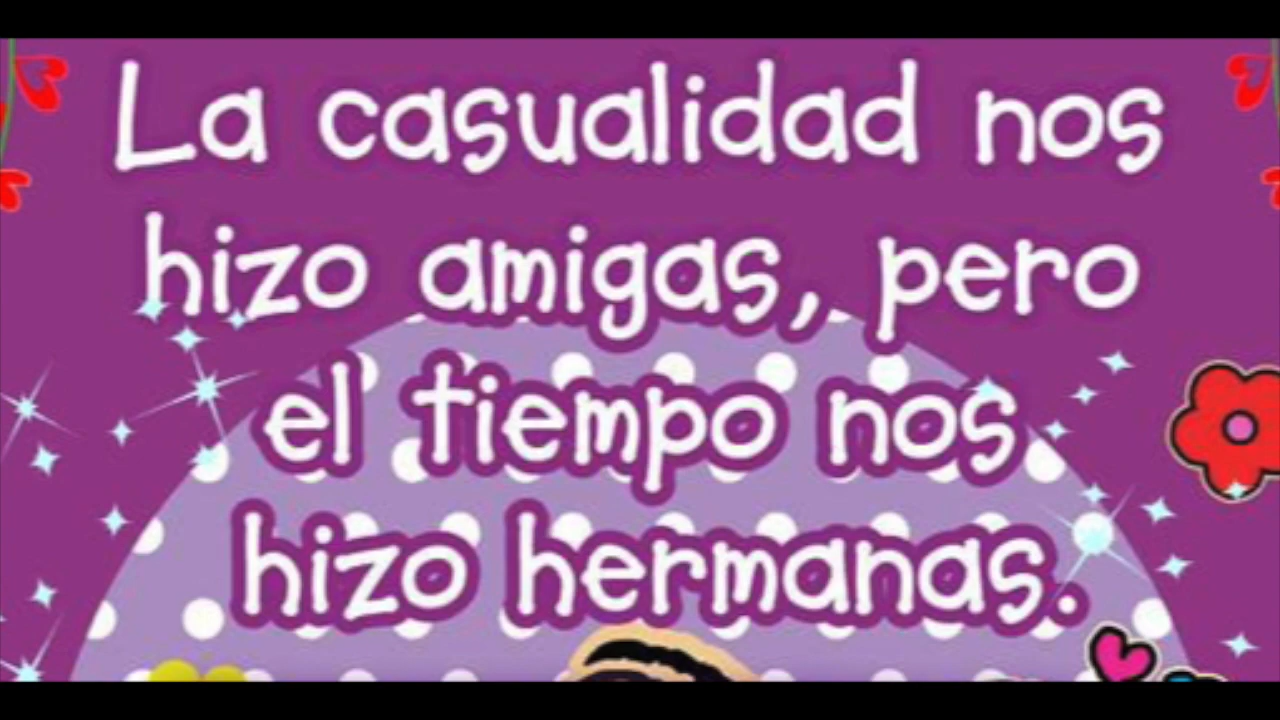 La casualidad nos
hizo amigas, pero
el tiempo nos
hizo hermanas.